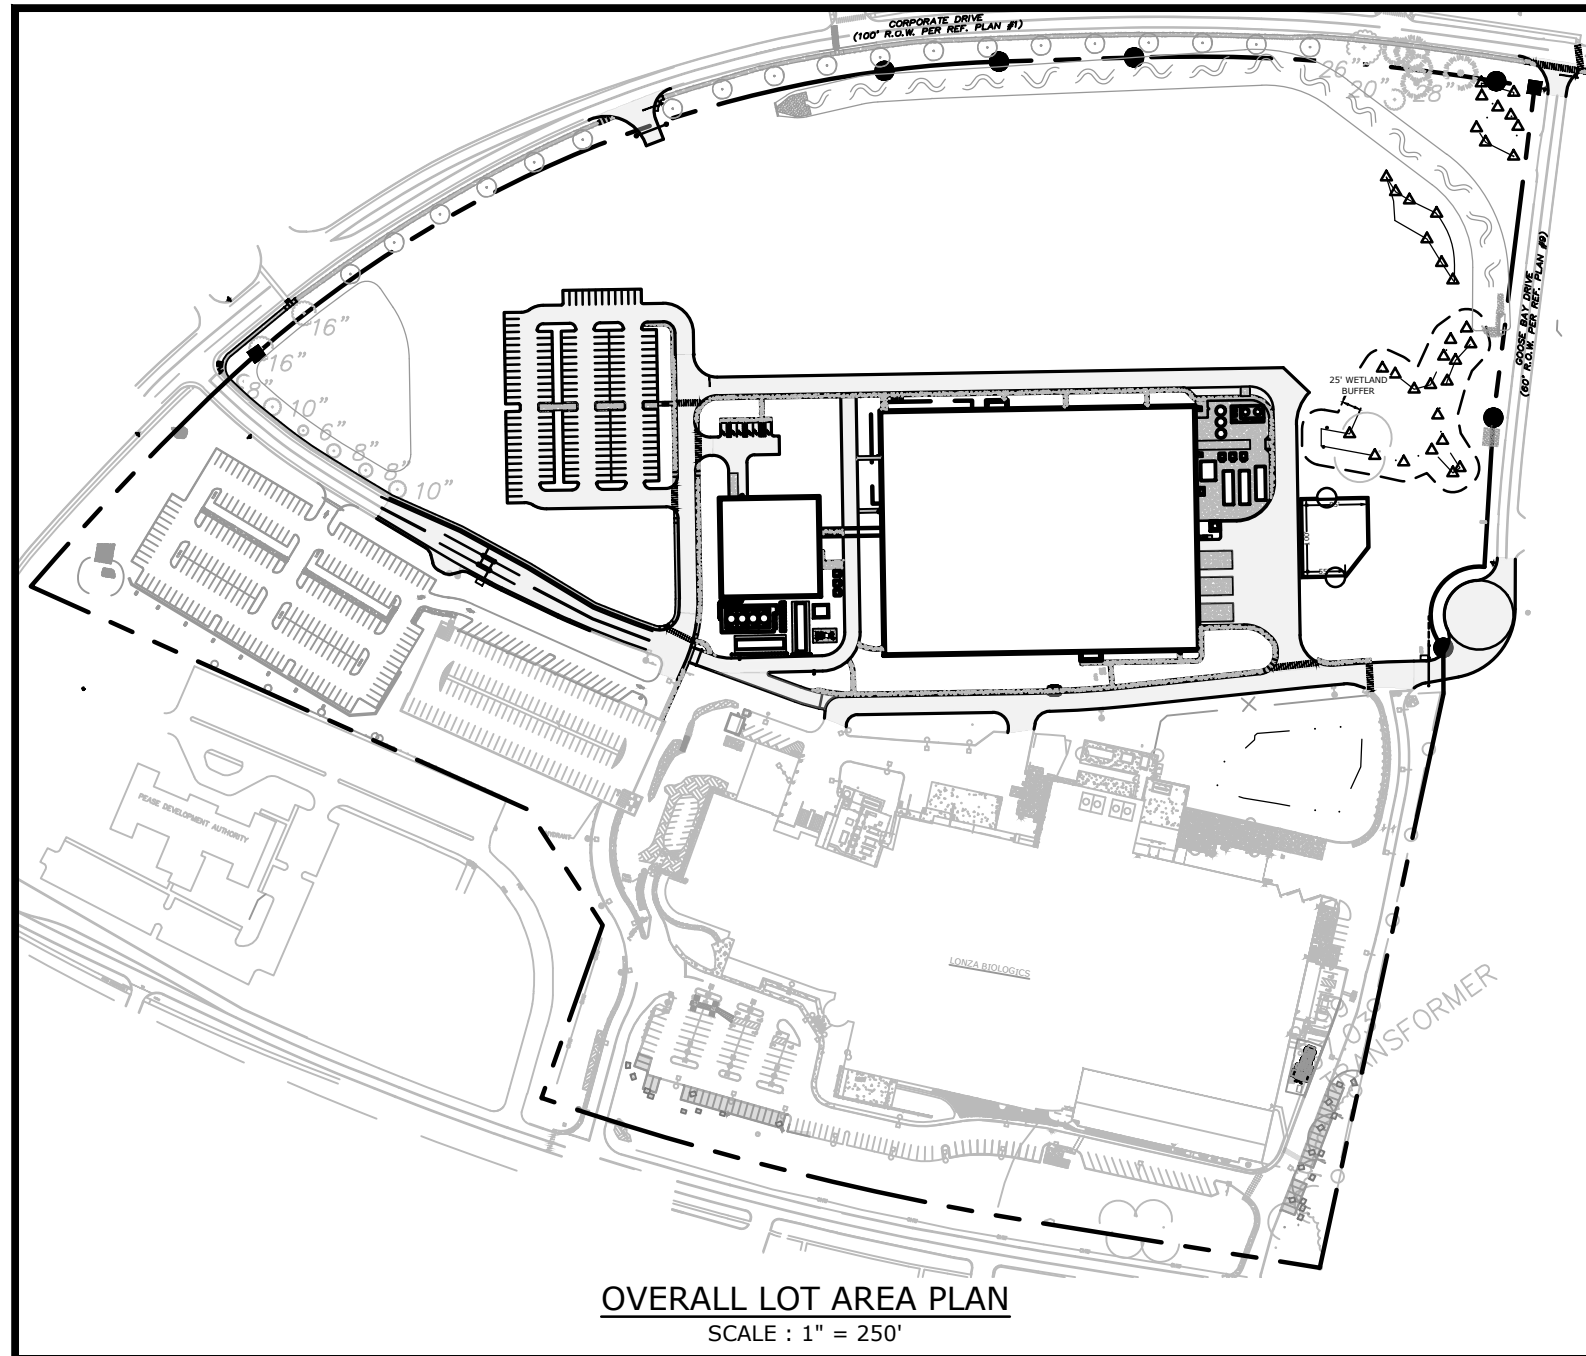 CORPORATE DRIVE
(100' R.O.W. PER REF. PLAN #1)
26"
20"
28"
GOOSE BAY DRIVE
(60' R.O.W. PER REF. PLAN #9)
16"
16"
8"
10"
6"
8"
8"
10"
25' WETLAND
BUFFER
PEASE DEVELOPMENT AUTHORITY
LONZA BIOLOGICS
TRANSFORMER
OVERALL LOT AREA PLAN
SCALE : 1" = 250'